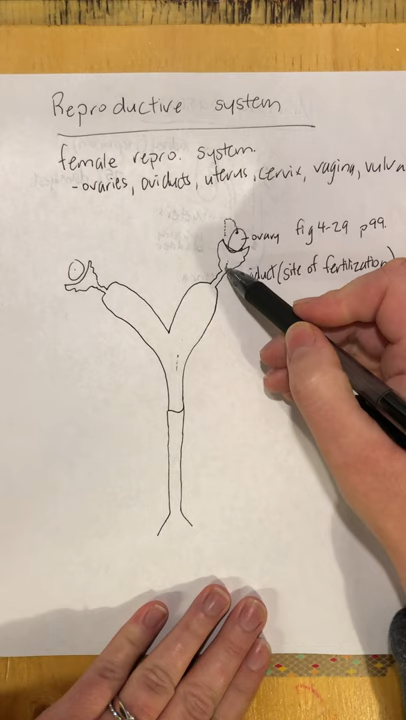 Reproductive system
female repro. system.
- ovaries, oviducts, uterus, cervix, vagina, vulva
ovary fig 4-29 p99.
(site of fertilization)